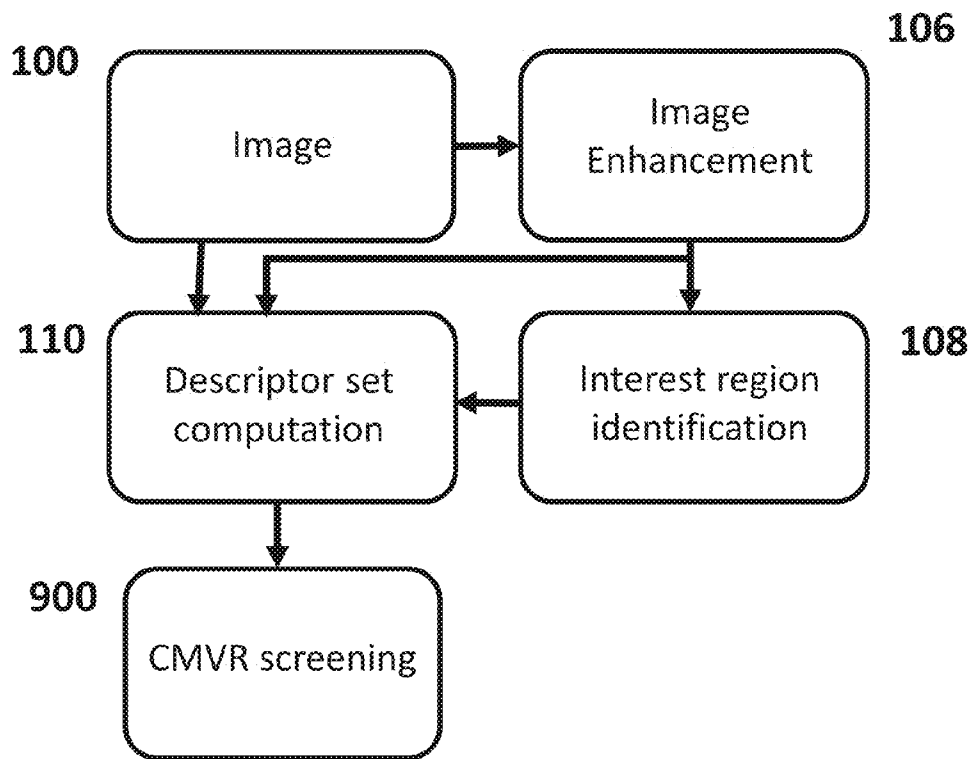 106
100
Image
Image
Enhancement
110
108
Descriptor set
computation
Interest region
identification
900
CMVR screening